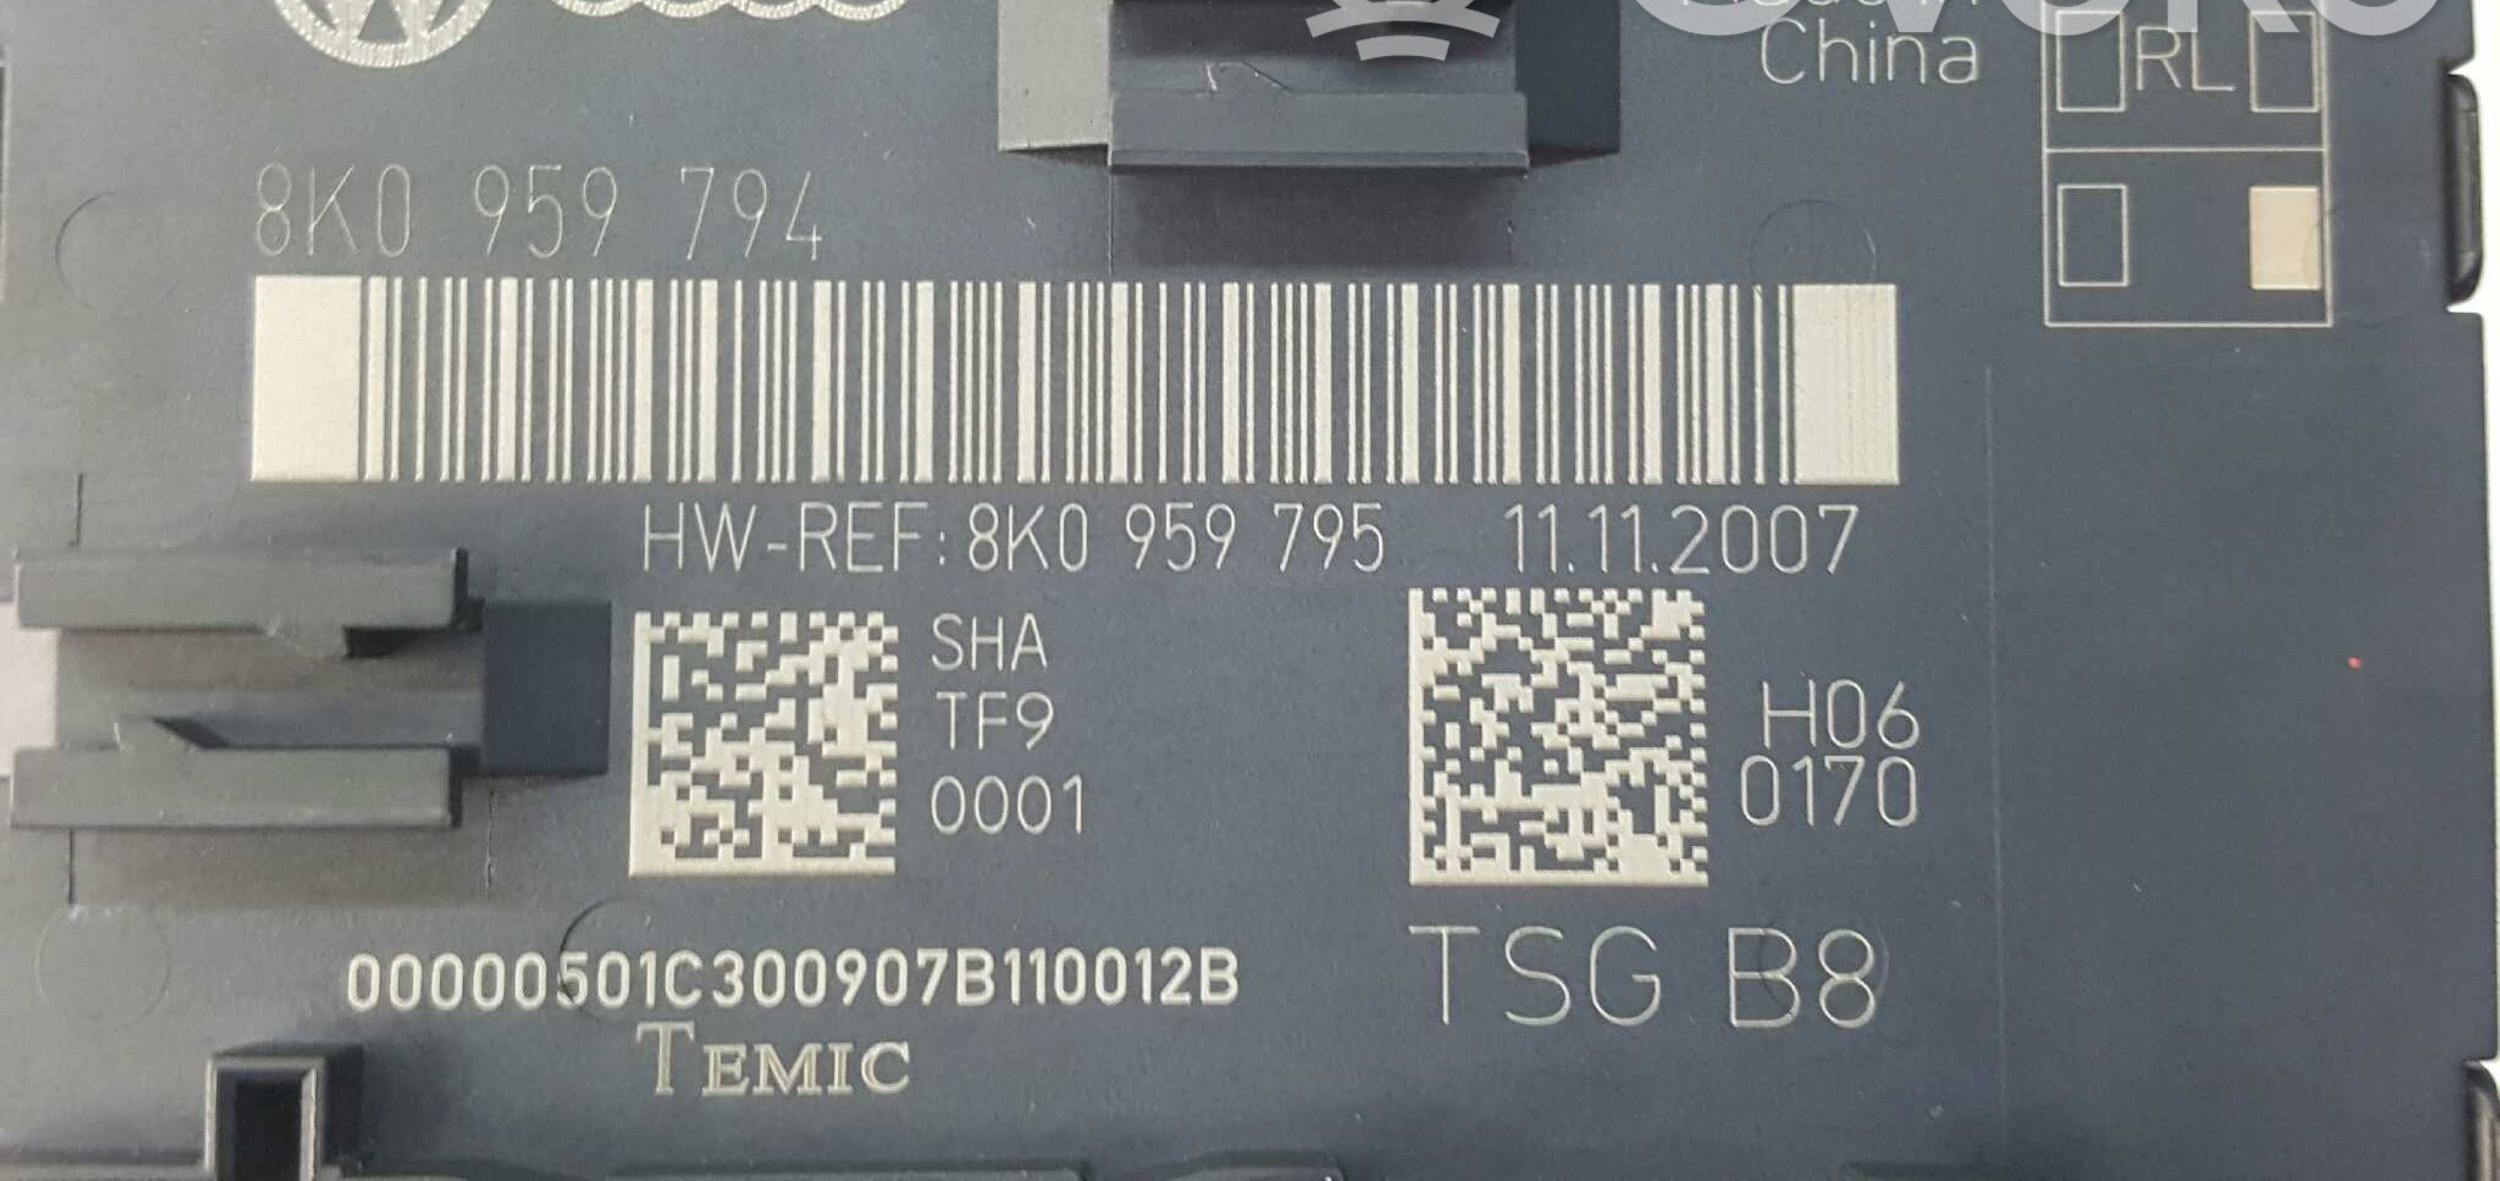 China
RL
8K0 959 794
HW-REF: 8K0 959 795 11.11.2007
SHA
TF9
0001
H06
0170
00000501C300907B110012B
TSG B8
TEMIC